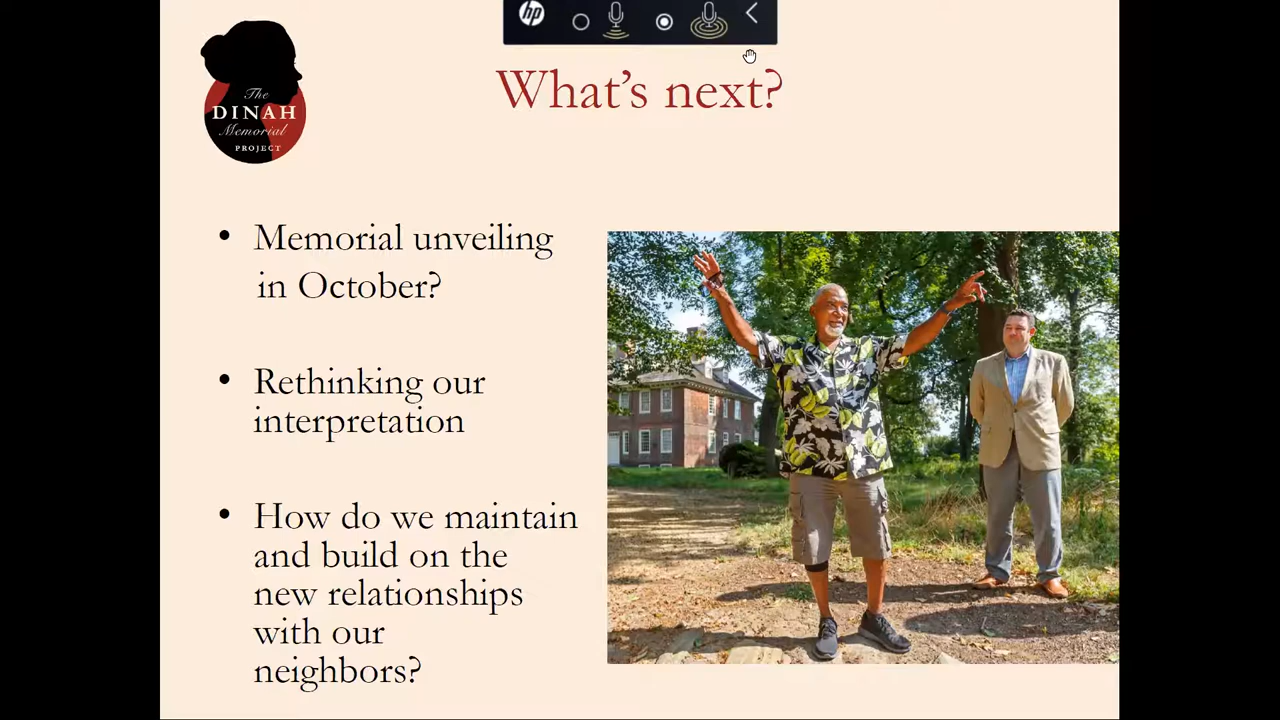 hp
The
DINAH
Memorial
PROJECT
What's next?
• Memorial unveiling
in October?
• Rethinking our
interpretation
• How do we maintain
and build on the
new relationships
with our
neighbors?